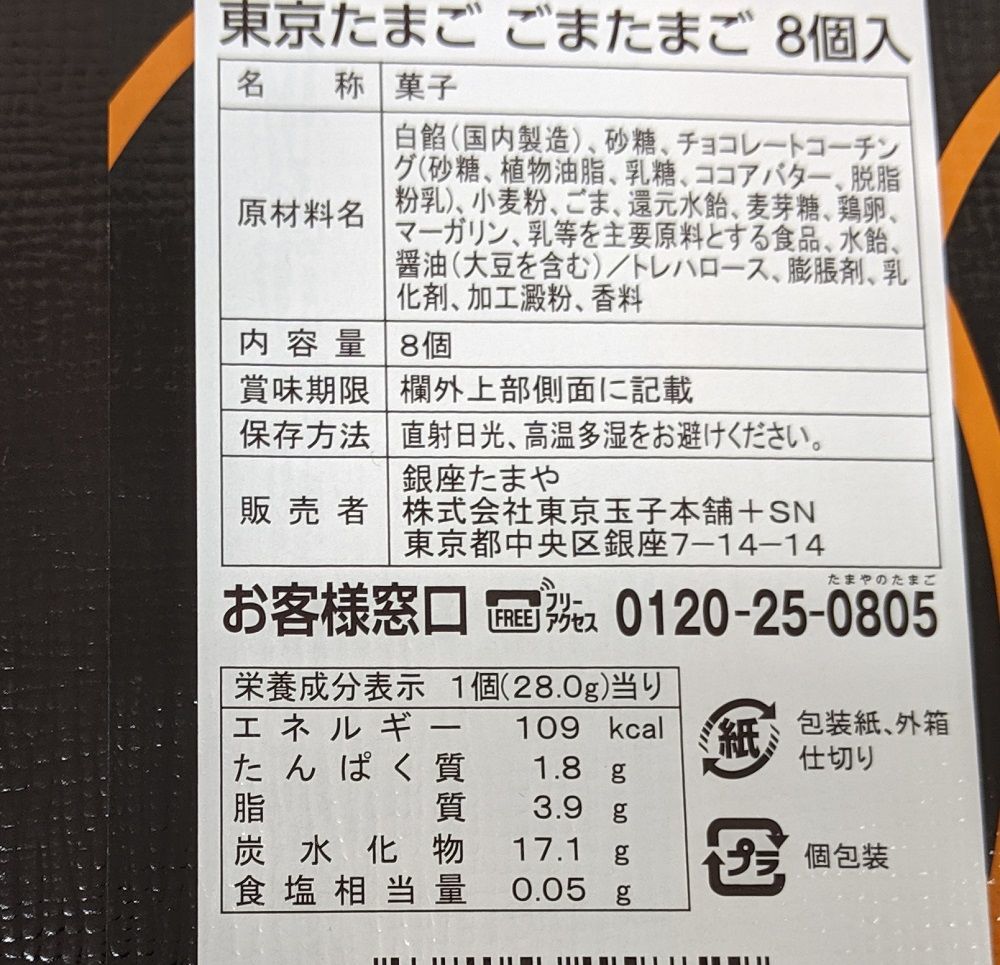 東京たまご ごまたまご 8個入
名称 菓子
原材料名 白餡(国内製造)、砂糖、チョコレートコーチン
グ(砂糖、植物油脂、乳糖、ココアバター、脱脂
粉乳)、小麦粉、ごま、還元水飴、麦芽糖、鶏卵、
マーガリン、乳等を主要原料とする食品、水飴、
醤油(大豆を含む)/トレハロース、膨脹剤、乳
化剤、加工澱粉、香料
内容量 8個
賞味期限 欄外上部側面に記載
保存方法 直射日光、高温多湿をお避けください。
販売者 銀座たまや
株式会社東京玉子本舗+SN
東京都中央区銀座7-14-14
たまやのたまご
お客様窓口 FREE フリーアクセス 0120-25-0805
栄養成分表示 1個(28.0g)当り
エネルギー 109 kcal
たんぱく質 1.8 g
脂質 3.9 g
炭水化物 17.1 g
食塩相当量 0.05 g
紙 包装紙、外箱
仕切り
プラ 個包装